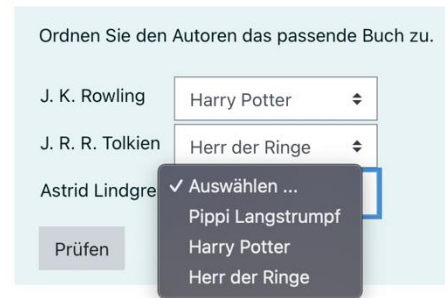 Ordnen Sie den Autoren das passende Buch zu.
J. K. Rowling Harry Potter
J. R. R. Tolkien Herr der Ringe
Astrid Lindgre ✓ Auswählen ...
Pippi Langstrumpf
Harry Potter
Herr der Ringe
Prüfen